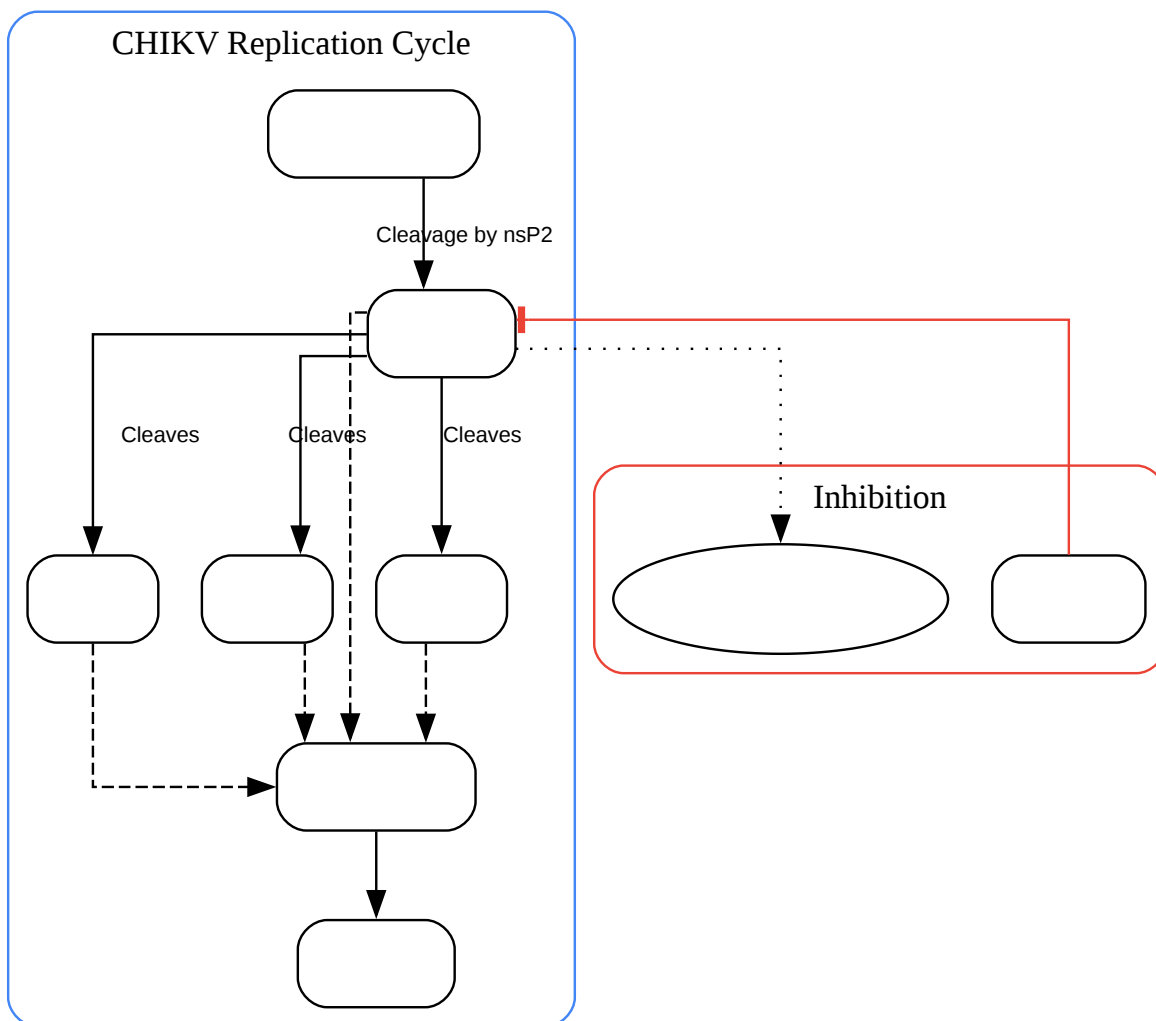 CHIKV Replication Cycle
Cleavage by nsP2
Cleaves
Cleaves
Cleaves
Inhibition